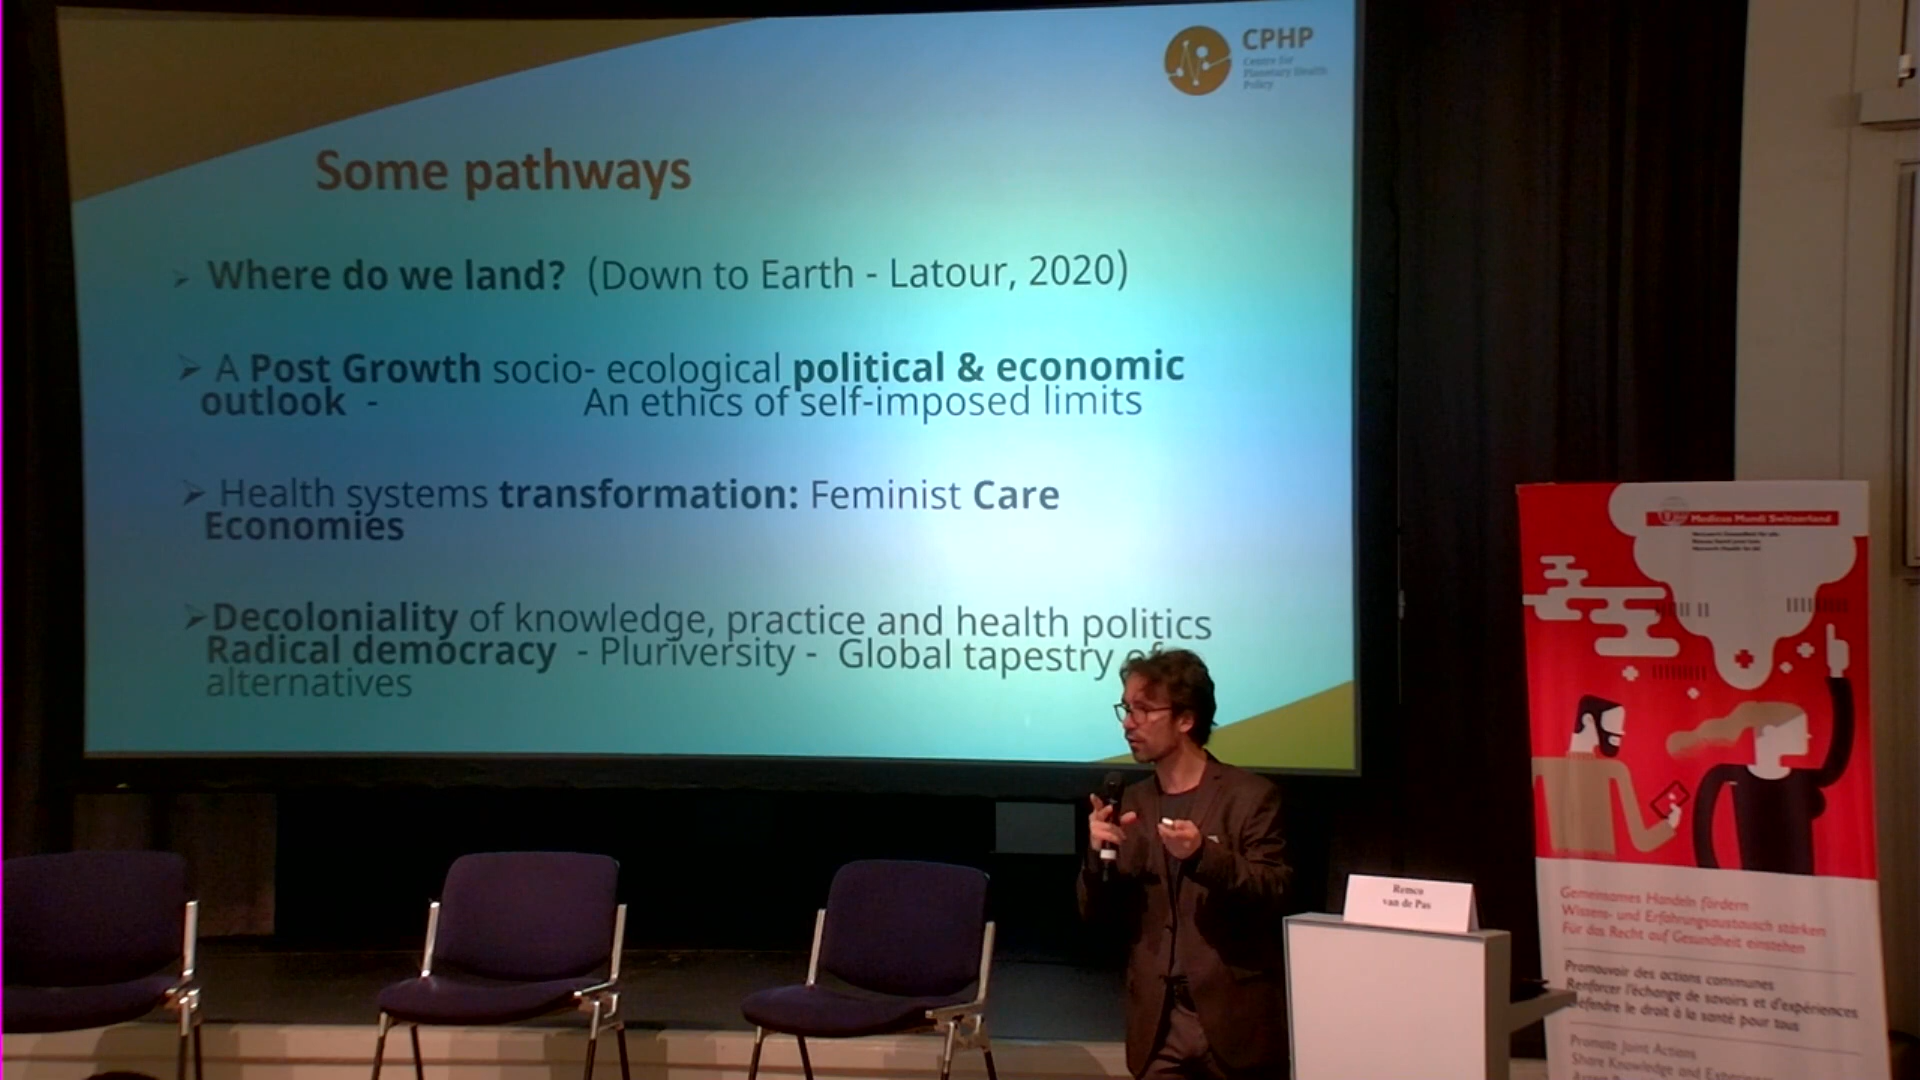 CPHP
Centre for
Planetary Health
Policy
Some pathways
➢ Where do we land? (Down to Earth - Latour, 2020)
➢ A Post Growth socio- ecological political & economic
outlook - An ethics of self-imposed limits
➢ Health systems transformation: Feminist Care
Economies
➢Decoloniality of knowledge, practice and health politics
Radical democracy - Pluriversity - Global tapestry of
alternatives
Remco
van de Pas
Medicus Mundi Switzerland
Gemeinsames Handeln fördern
Wissens- und Erfahrungsaustausch stärken
Für das Recht auf Gesundheit einstehen
Promouvoir des actions communes
Renforcer l'échange de savoirs et d'expériences
Défendre le droit à la santé pour tous
Promote Joint Actions
Share Knowledge and